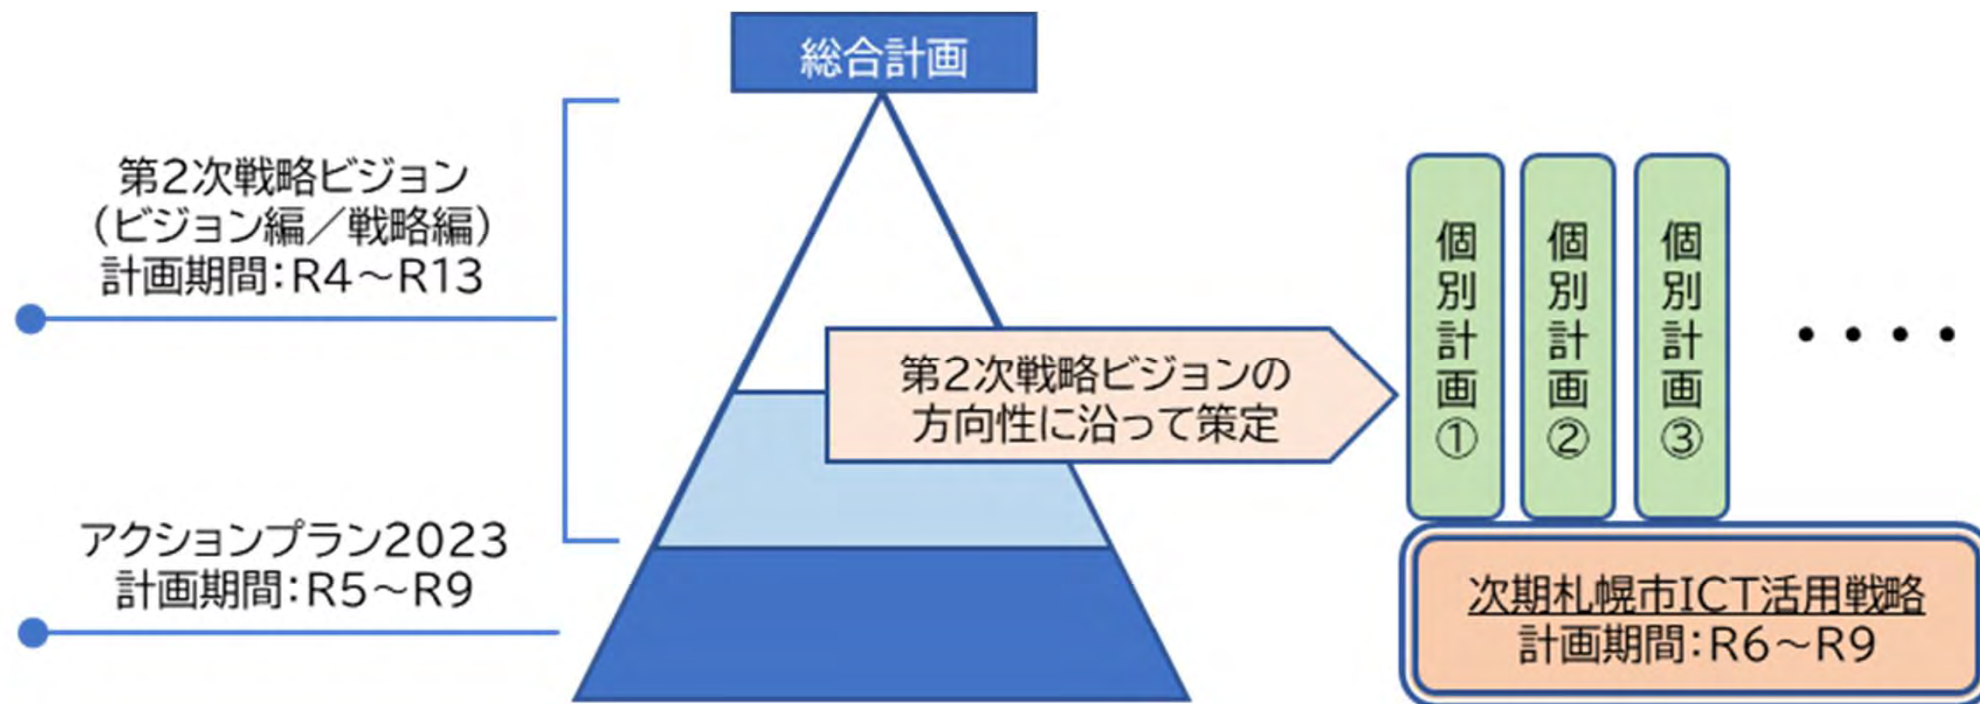 総合計画
第2次戦略ビジョン
（ビジョン編／戦略編）
計画期間：R4～R13
アクションプラン2023
計画期間：R5～R9
第2次戦略ビジョンの
方向性に沿って策定
個別計画①
個別計画②
個別計画③
・・・・
次期札幌市ICT活用戦略
計画期間：R6～R9